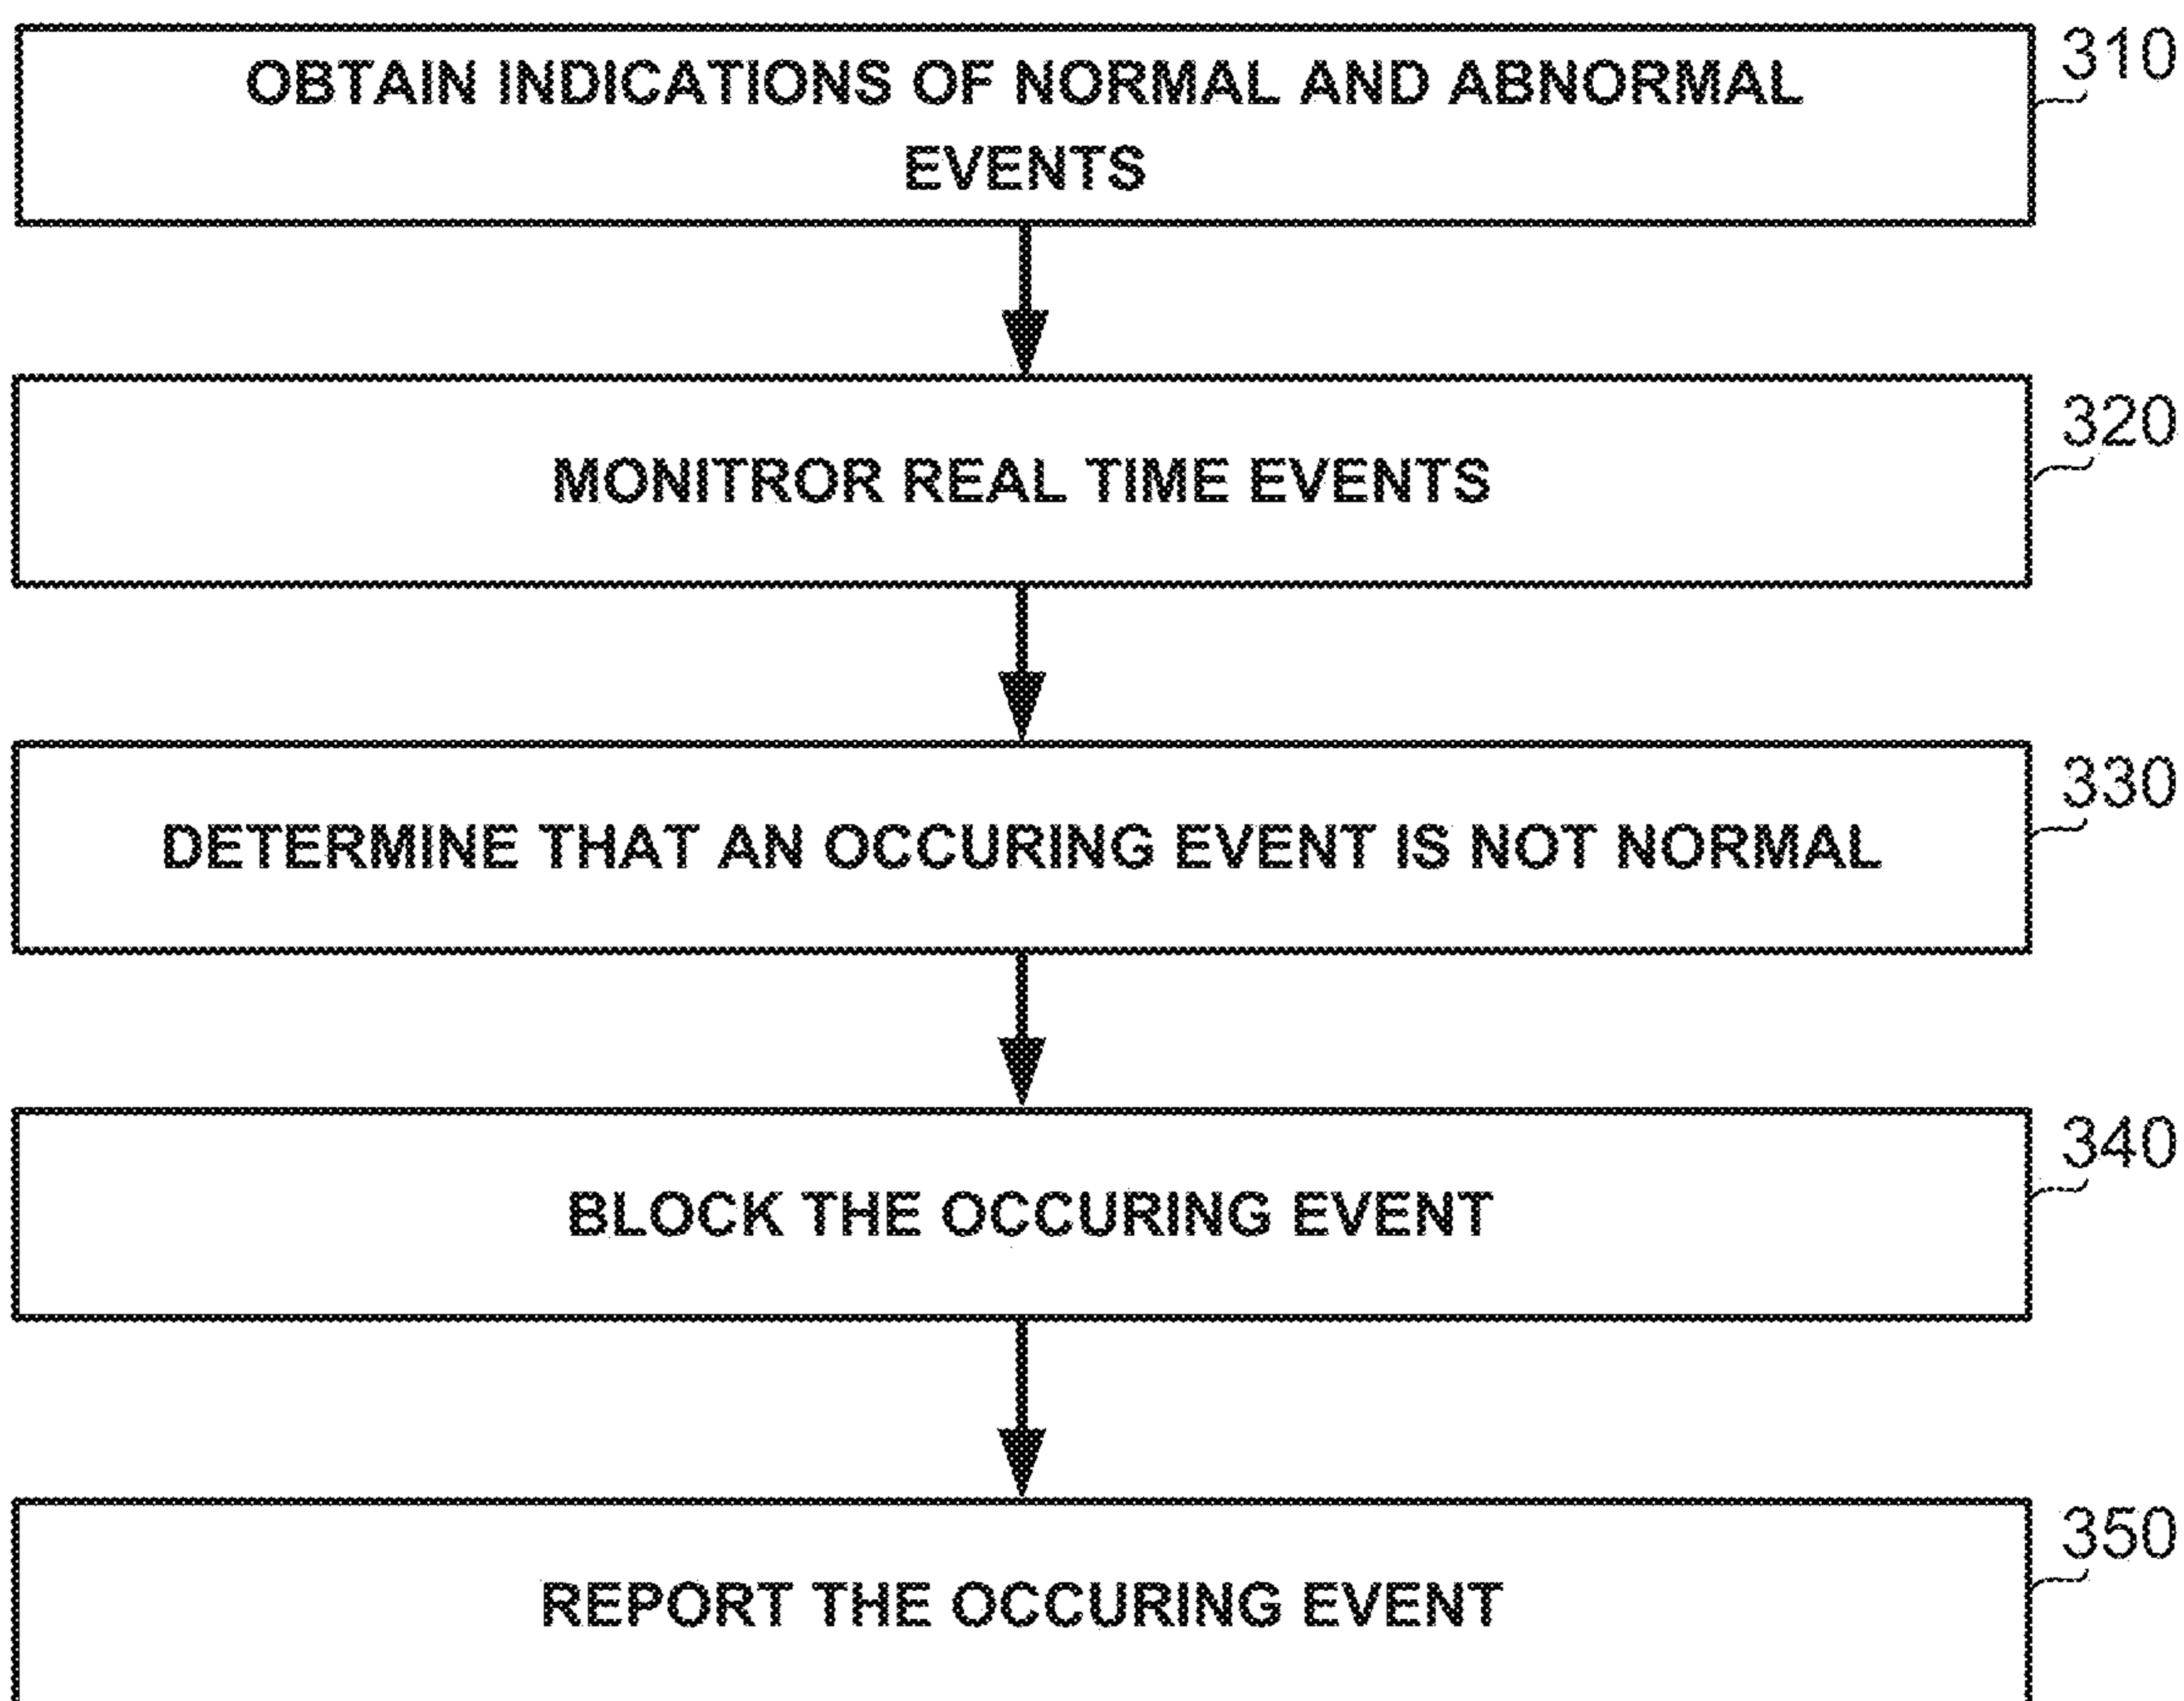 OBTAIN INDICATIONS OF NORMAL AND ABNORMAL
EVENTS
310
MONITROR REAL TIME EVENTS
320
DETERMINE THAT AN OCCURING EVENT IS NOT NORMAL
330
BLOCK THE OCCURING EVENT
340
REPORT THE OCCURING EVENT
350